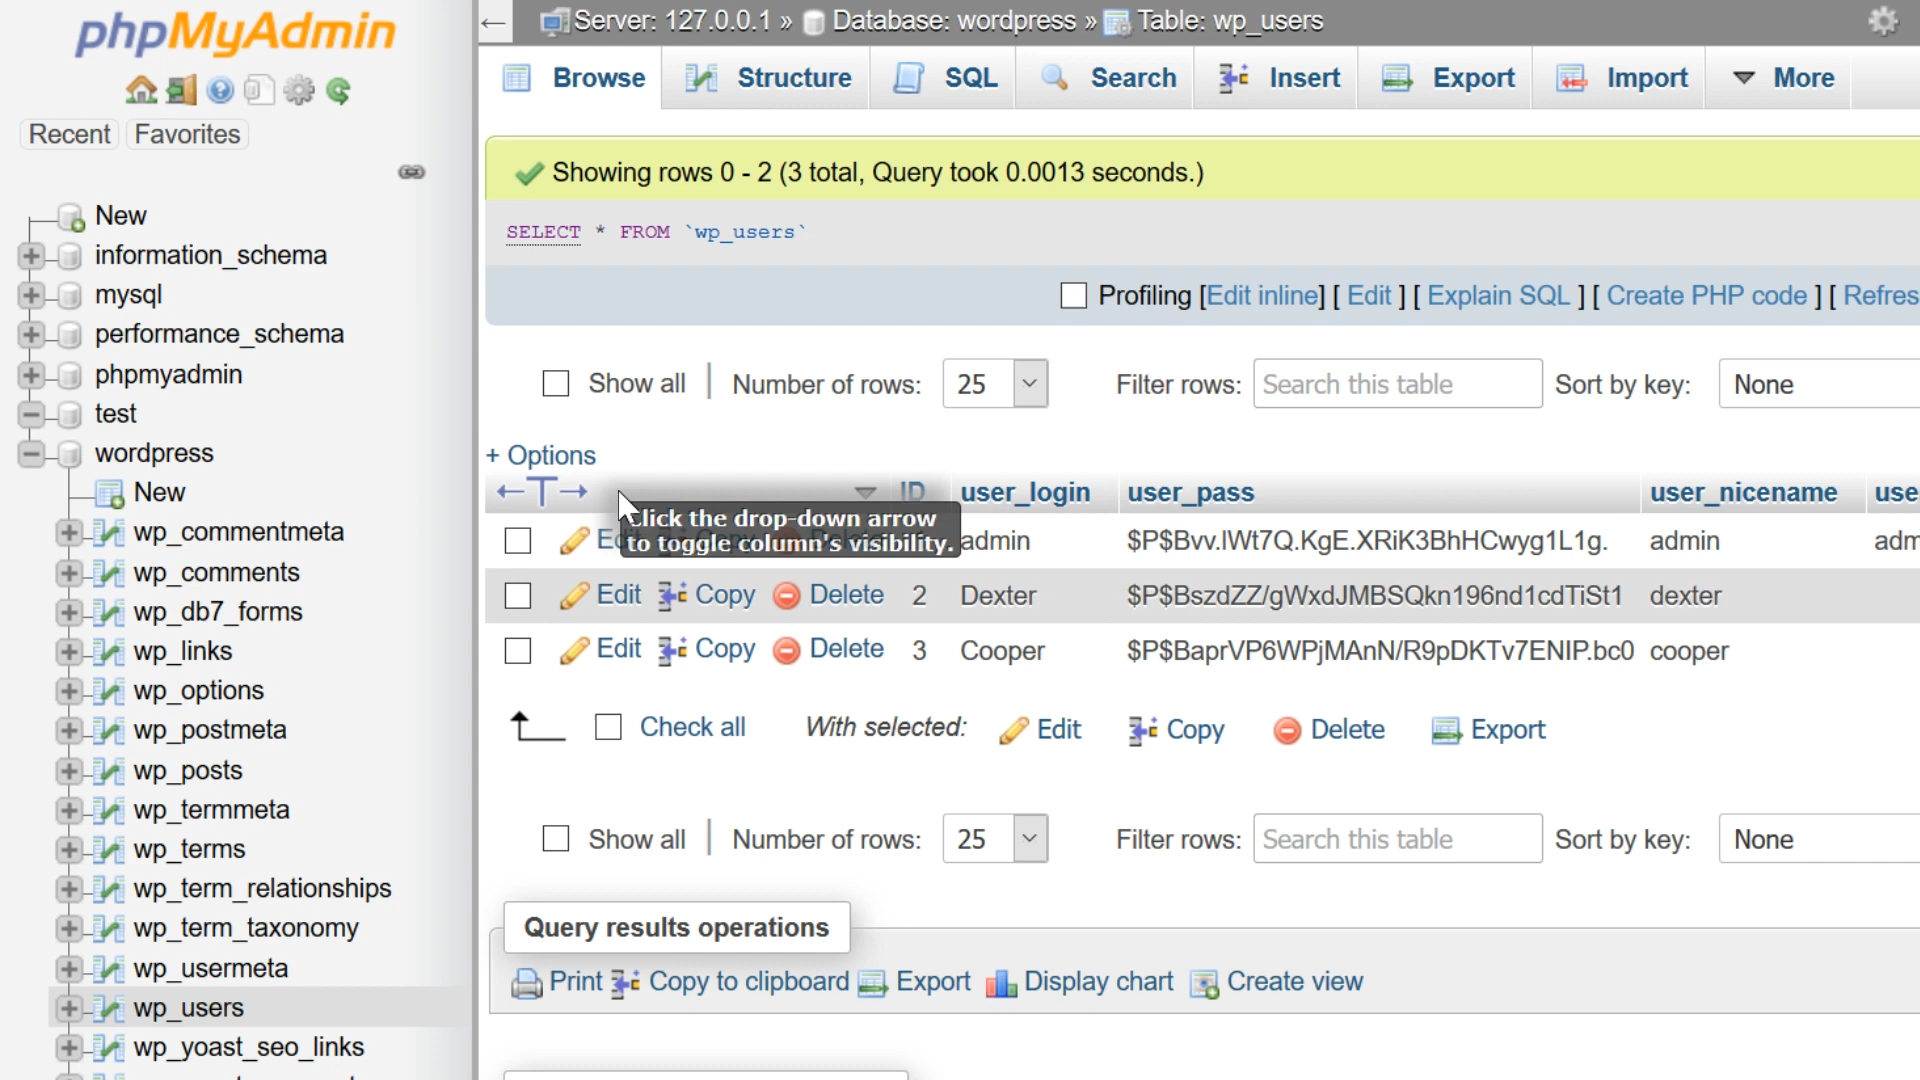 phpMyAdmin
Recent Favorites
New
information_schema
mysql
performance_schema
phpmyadmin
test
wordpress
New
wp_commentmeta
wp_comments
wp_db7_forms
wp_links
wp_options
wp_postmeta
wp_posts
wp_termmeta
wp_terms
wp_term_relationships
wp_term_taxonomy
wp_usermeta
wp_users
wp_yoast_seo_links
Server: 127.0.0.1 » Database: wordpress » Table: wp_users
Browse Structure SQL Search Insert Export Import More
Showing rows 0 - 2 (3 total, Query took 0.0013 seconds.)
SELECT * FROM `wp_users`
Profiling [Edit inline] [ Edit ] [ Explain SQL ] [ Create PHP code ] [ Refres
Show all Number of rows: 25 Filter rows: Search this table Sort by key: None
+ Options
←T→ ID user_login user_pass user_nicename use
Click the drop-down arrow
to toggle column's visibility.
admin $P$Bvv.lWt7Q.KgE.XRiK3BhHCwyg1L1g. admin adm
Edit Copy Delete 2 Dexter $P$BszdZZ/gWxdJMBSQkn196nd1cdTiSt1 dexter
Edit Copy Delete 3 Cooper $P$BaprVP6WPjMAnN/R9pDKTv7ENIP.bc0 cooper
Check all With selected: Edit Copy Delete Export
Show all Number of rows: 25 Filter rows: Search this table Sort by key: None
Query results operations
Print Copy to clipboard Export Display chart Create view